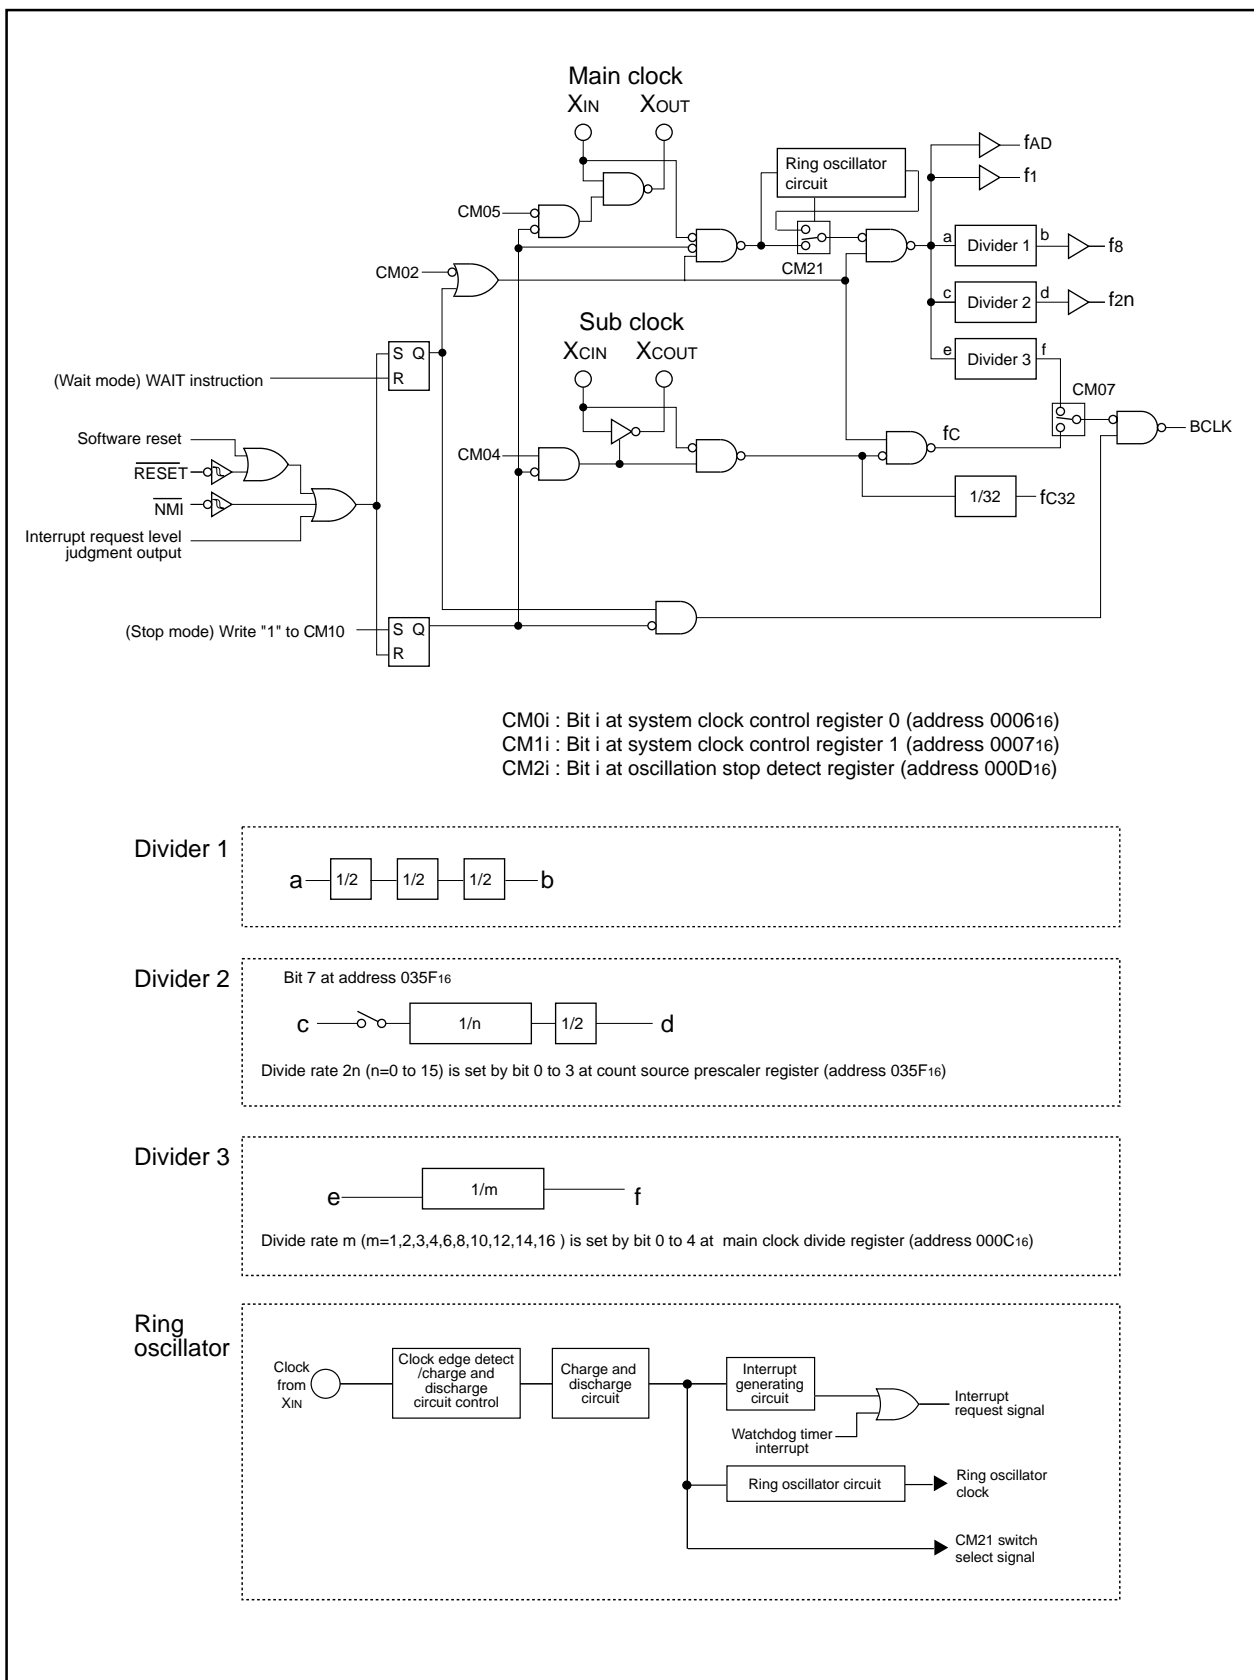 Main clock
XIN XOUT
Ring oscillator
circuit
fAD
f1
CM05
CM21
a Divider 1 b f8
CM02
c Divider 2 d f2n
Sub clock
XCIN XCOUT
e Divider 3 f
S Q
R
(Wait mode) WAIT instruction
CM07
fC
BCLK
Software reset
CM04
RESET
NMI
1/32 fC32
Interrupt request level
judgment output
(Stop mode) Write "1" to CM10
S Q
R
CM0i : Bit i at system clock control register 0 (address 000616)
CM1i : Bit i at system clock control register 1 (address 000716)
CM2i : Bit i at oscillation stop detect register (address 000D16)
Divider 1
a 1/2 1/2 1/2 b
Divider 2
Bit 7 at address 035F16
c 1/n 1/2 d
Divide rate 2n (n=0 to 15) is set by bit 0 to 3 at count source prescaler register (address 035F16)
Divider 3
e 1/m f
Divide rate m (m=1,2,3,4,6,8,10,12,14,16 ) is set by bit 0 to 4 at main clock divide register (address 000C16)
Ring
oscillator
Clock
from
XIN
Clock edge detect
/charge and
discharge
circuit control
Charge and
discharge
circuit
Interrupt
generating
circuit
Watchdog timer
interrupt
Interrupt
request signal
Ring oscillator circuit
Ring oscillator
clock
CM21 switch
select signal